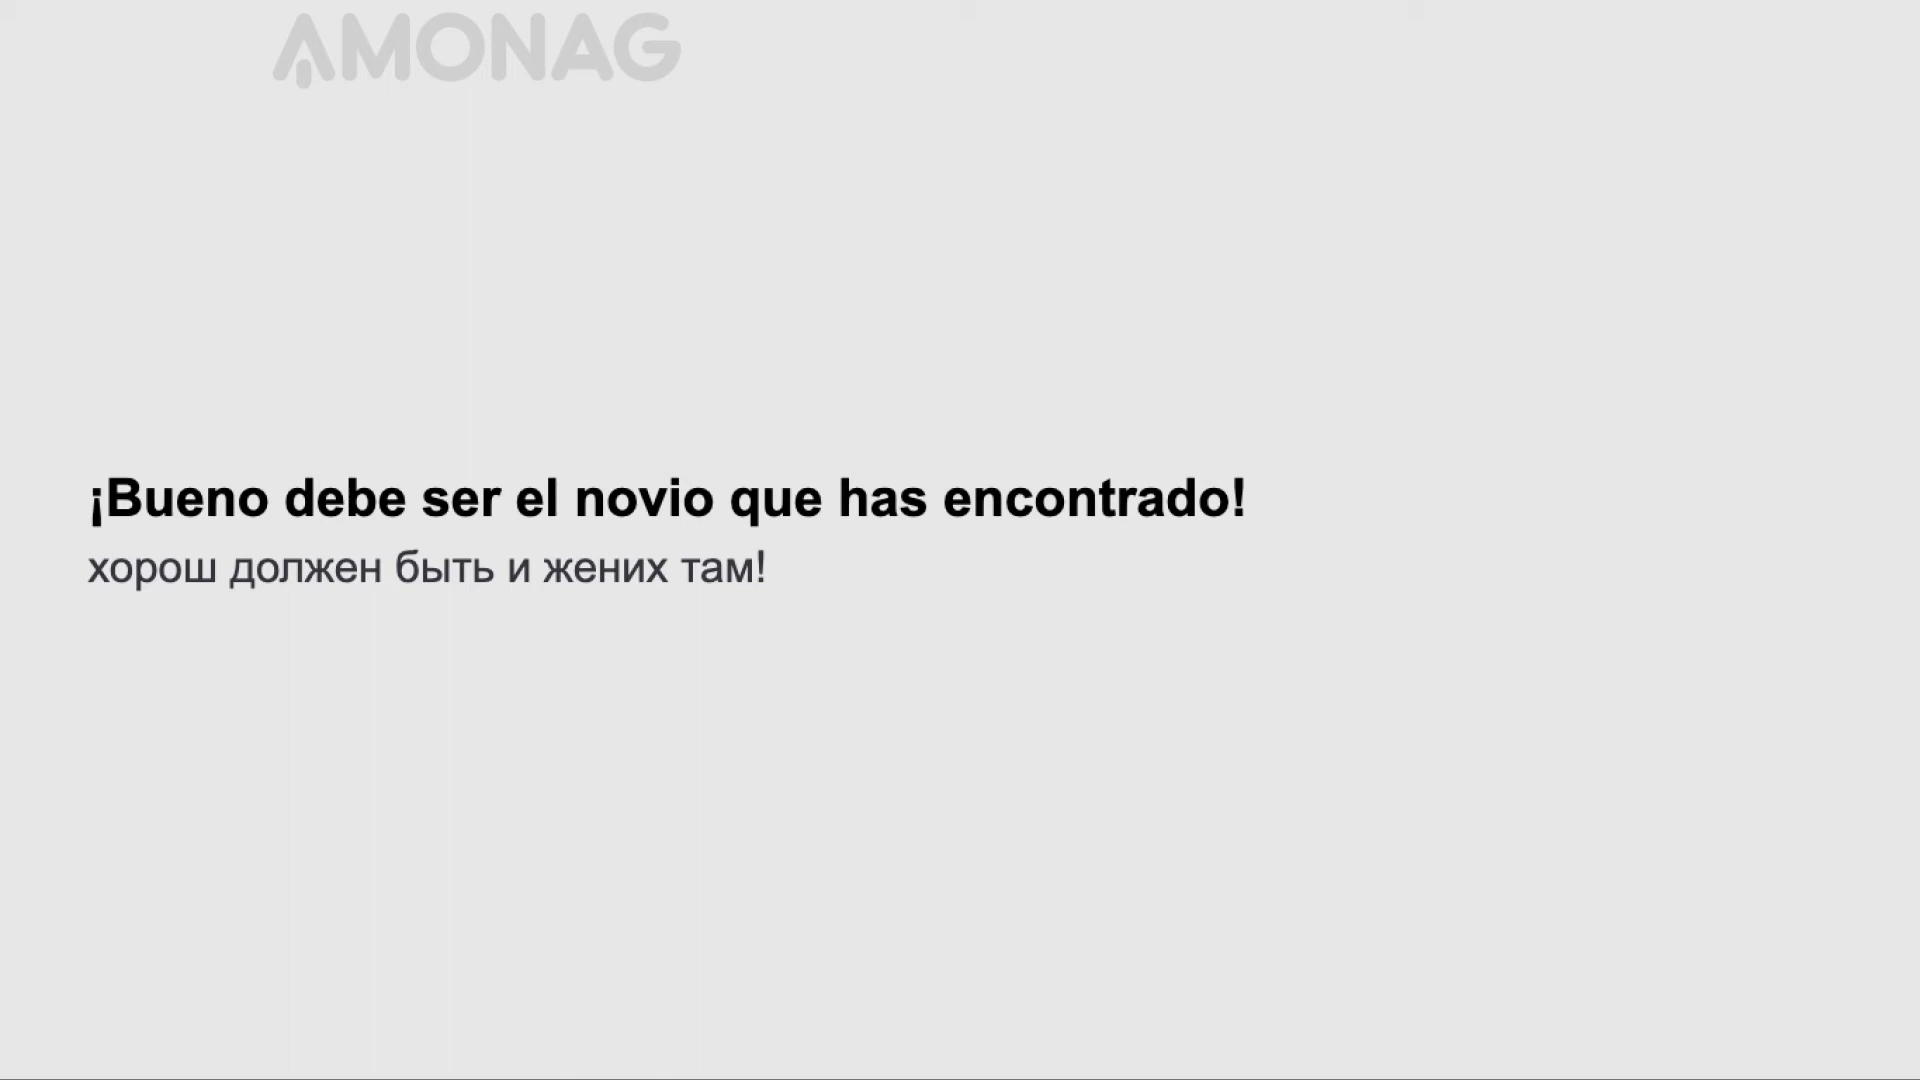 AMONAG
¡Bueno debe ser el novio que has encontrado!
хорош должен быть и жених там!